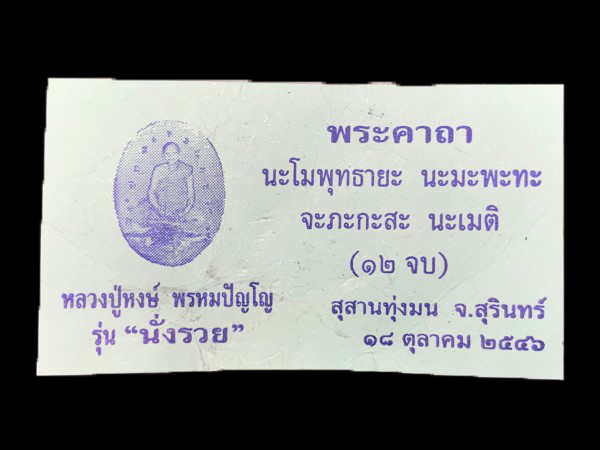 พระคาถา
นะโมพุทธายะ นะมะพะทะ
จะภะกะสะ นะเมติ
(๑๒ จบ)
หลวงปู่หงษ์ พรหมปัญโญ
รุ่น “นั่งรวย”
สุสานทุ่งมน จ.สุรินทร์
๑๘ ตุลาคม ๒๕๔๖